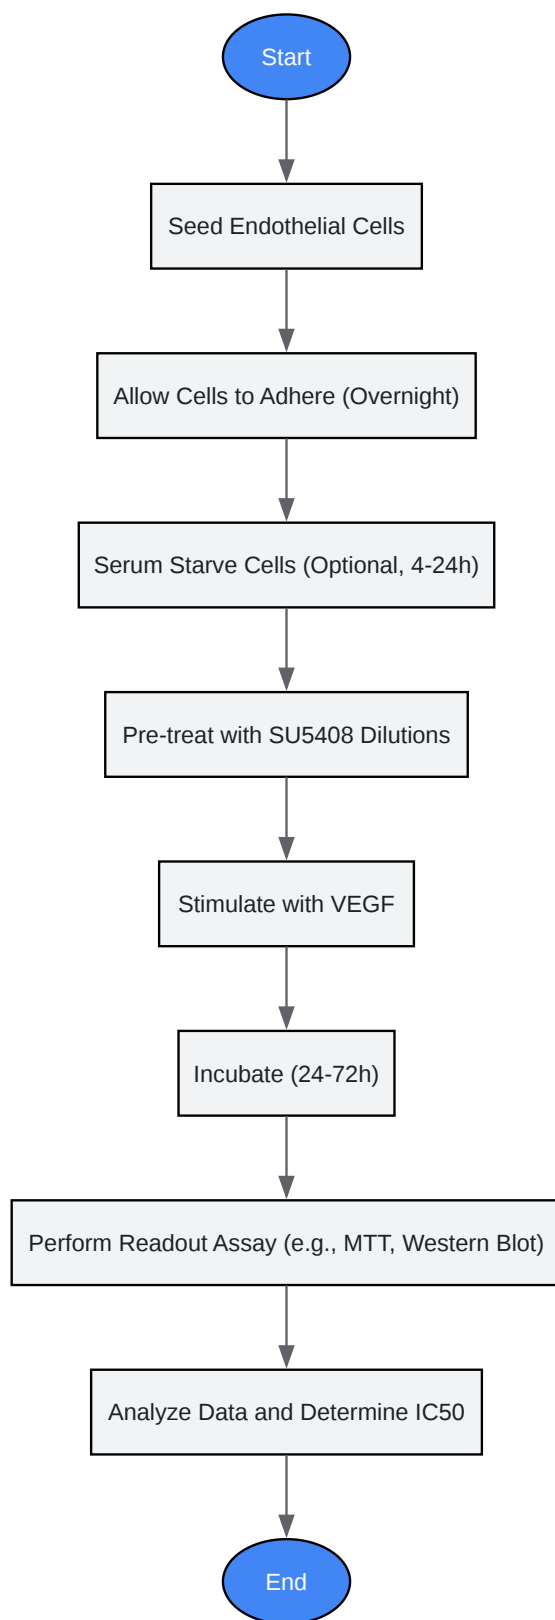 Start
Seed Endothelial Cells
Allow Cells to Adhere (Overnight)
Serum Starve Cells (Optional, 4-24h)
Pre-treat with SU5408 Dilutions
Stimulate with VEGF
Incubate (24-72h)
Perform Readout Assay (e.g., MTT, Western Blot)
Analyze Data and Determine IC50
End